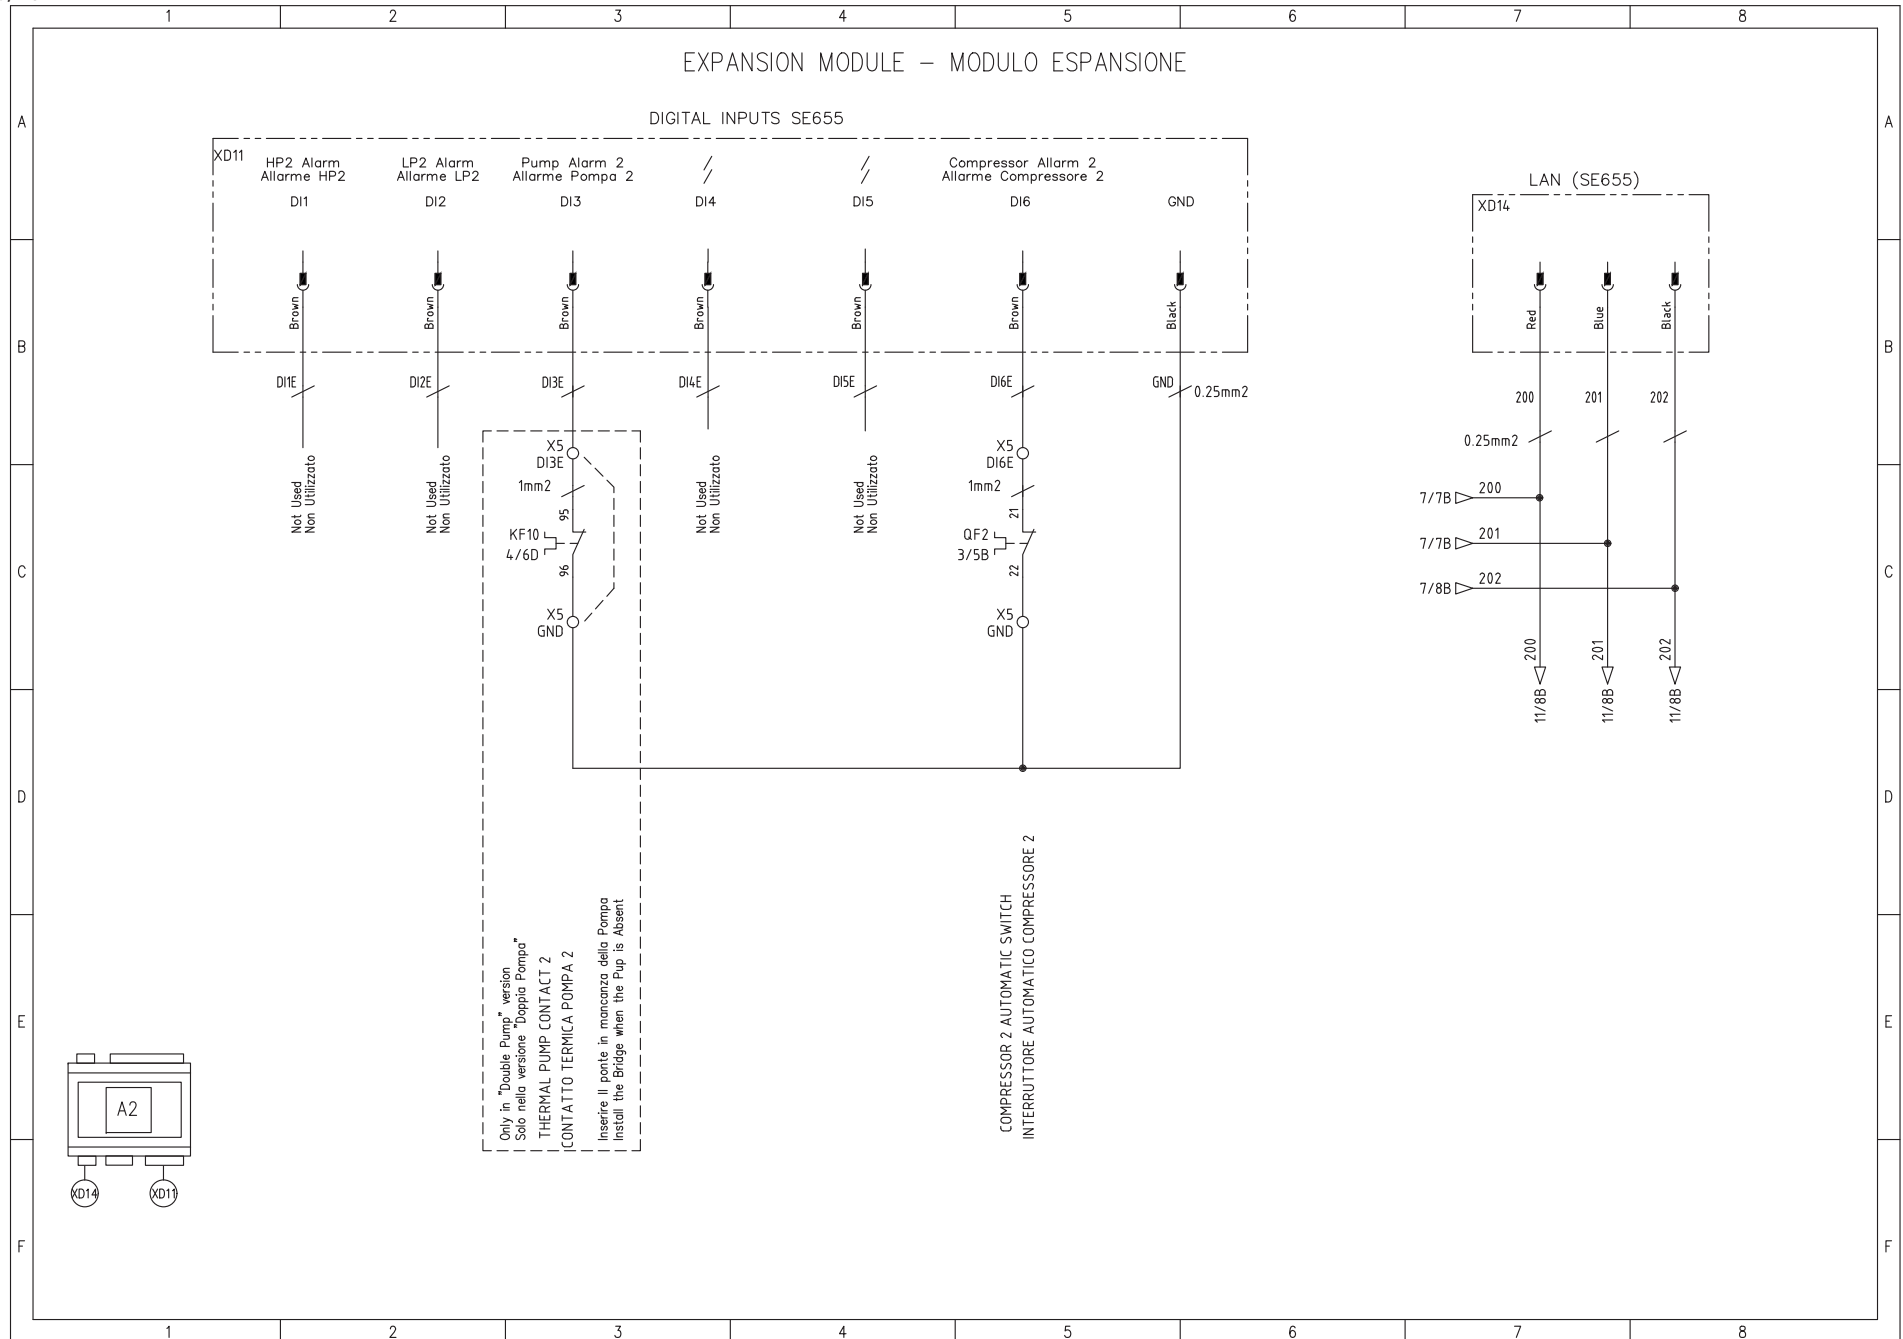 1 2 3 4 5 6 7 8
EXPANSION MODULE – MODULO ESPANSIONE
A A
DIGITAL INPUTS SE655
XD11
HP2 Alarm
Allarme HP2
DI1
LP2 Alarm
Allarme LP2
DI2
Pump Alarm 2
Allarme Pompa 2
DI3
/
/
DI4
/
/
DI5
Compressor Allarm 2
Allarme Compressore 2
DI6
GND
LAN (SE655)
XD14
Brown
Brown
Brown
Brown
Brown
Brown
Black
Red
Blue
Black
B B
DI1E
DI2E
DI3E
DI4E
DI5E
DI6E
GND
0.25mm2
200
201
202
0.25mm2
Not Used
Non Utilizzato
Not Used
Non Utilizzato
X5
DI3E
1mm2
95
KF10
4/6D
96
X5
GND
Not Used
Non Utilizzato
Not Used
Non Utilizzato
X5
DI6E
1mm2
21
QF2
3/5B
22
X5
GND
7/7B 200
7/7B 201
7/8B 202
C C
200
201
202
11/8B
11/8B
11/8B
D D
Only in "Double Pump" version
Solo nella versione "Doppia Pompa"
THERMAL PUMP CONTACT 2
CONTATTO TERMICA POMPA 2
Inserire Il ponte in mancanza della Pompa
Install the Bridge when the Pup is Absent
COMPRESSOR 2 AUTOMATIC SWITCH
INTERRUTTORE AUTOMATICO COMPRESSORE 2
E E
A2
XD14
XD11
F F
1 2 3 4 5 6 7 8